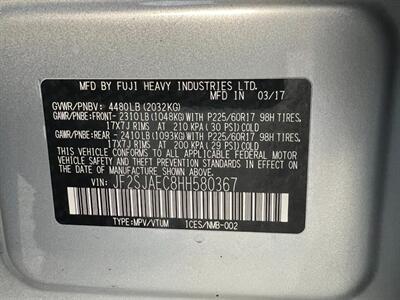 MFD BY FUJI HEAVY INDUSTRIES LTD.
MH 03/17
GVWR/PNBV: 4480LB(2032KG)
GAWR/PNBE:FRONT- 2310LB(1048KG) WITH P225/60R17 98H TIRES,
17X7J RIMS AT 210 KPA(30 PSI) COLD
GAWR/PNBE:REAR -2410LB(1093KG) WITH P225/60R17 98H TIRES,
17X7J RIMS AT 200 KPA(29 PSI) COLD
THIS VEHICLE CONFORMS TO ALL APPLICABLE FEDERAL MOTOR
VEHICLE SAFETY AND THEFT PREVENTION STANDARDS IN EFFECT
ON THE DATE OF MANUFACTURE SHOWN ABOVE.
VIN: JF2SJAEC8HH580367
TYPE:MPV/VTUM ICES/NMB-002